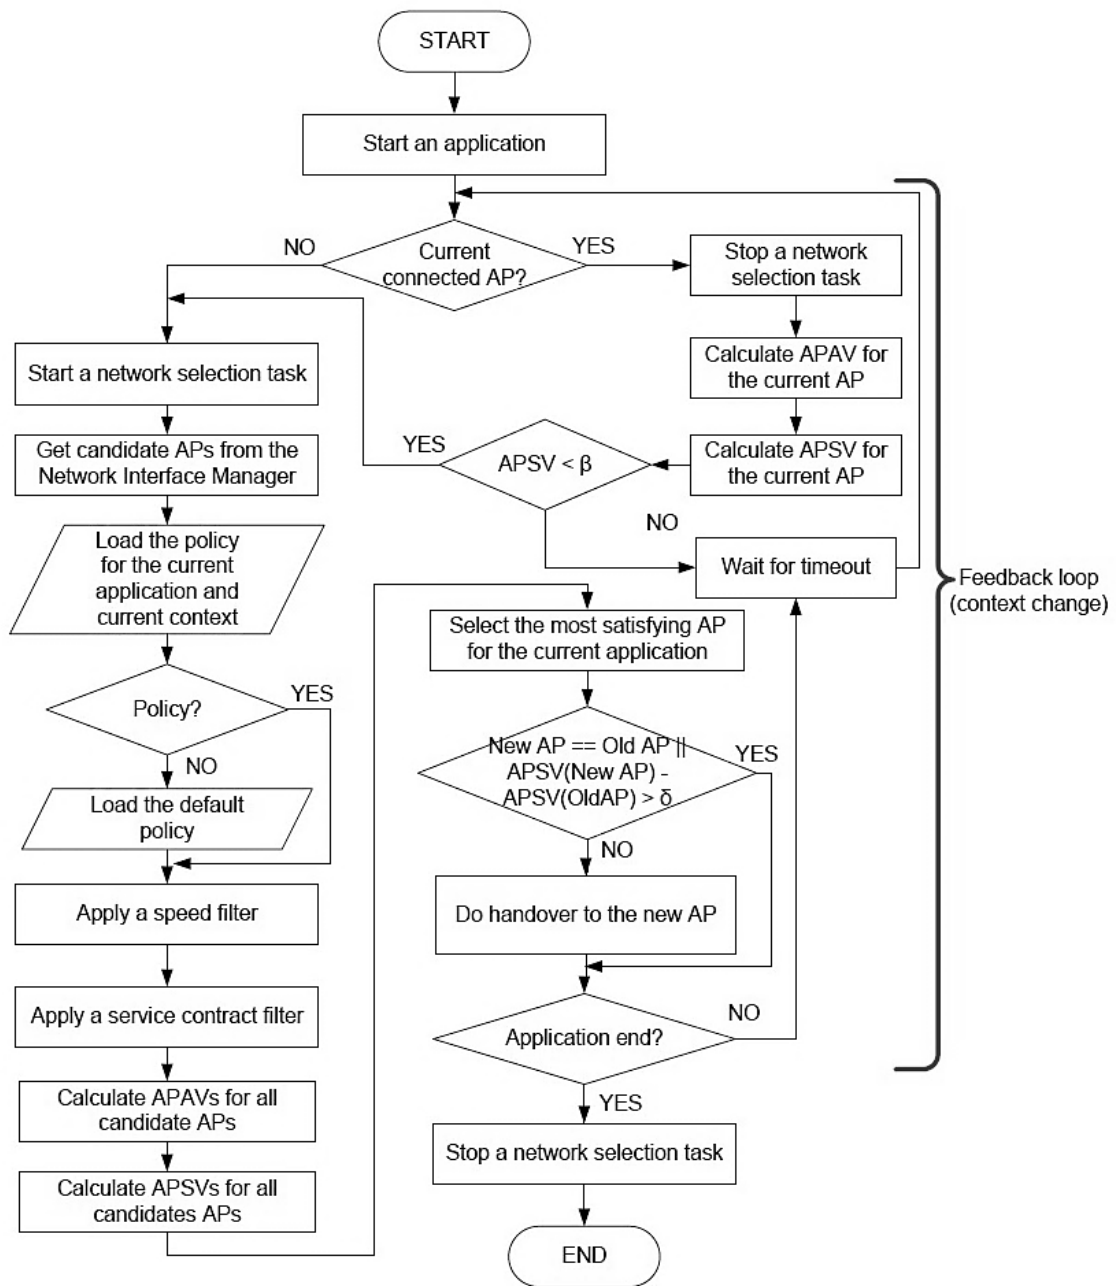 START
Start an application
NO
Current
connected AP?
YES
Stop a network
selection task
Calculate APAV for
the current AP
Calculate APSV for
the current AP
APSV < β
YES
NO
Wait for timeout
Feedback loop
(context change)
Start a network selection task
Get candidate APs from the
Network Interface Manager
Load the policy
for the current
application and
current context
Policy?
YES
NO
Load the default
policy
Apply a speed filter
Apply a service contract filter
Calculate APAVs for all
candidate APs
Calculate APSVs for all
candidates APs
Select the most satisfying AP
for the current application
New AP == Old AP ||
APSV(New AP) -
APSV(OldAP) > δ
YES
NO
Do handover to the new AP
Application end?
NO
YES
Stop a network selection task
END